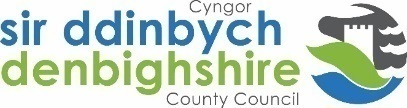 Cyngor
sir ddinbych
denbighshire
County Council